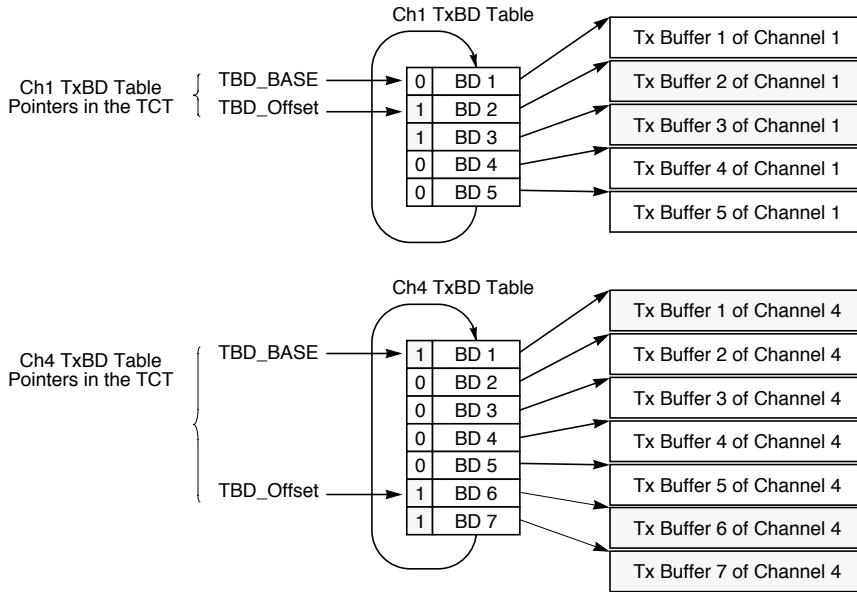 Ch1 TxBD Table
Ch1 TxBD Table
Pointers in the TCT
TBD_BASE
TBD_Offset
0 BD 1
1 BD 2
1 BD 3
0 BD 4
0 BD 5
Tx Buffer 1 of Channel 1
Tx Buffer 2 of Channel 1
Tx Buffer 3 of Channel 1
Tx Buffer 4 of Channel 1
Tx Buffer 5 of Channel 1
Ch4 TxBD Table
Ch4 TxBD Table
Pointers in the TCT
TBD_BASE
TBD_Offset
1 BD 1
0 BD 2
0 BD 3
0 BD 4
0 BD 5
1 BD 6
1 BD 7
Tx Buffer 1 of Channel 4
Tx Buffer 2 of Channel 4
Tx Buffer 3 of Channel 4
Tx Buffer 4 of Channel 4
Tx Buffer 5 of Channel 4
Tx Buffer 6 of Channel 4
Tx Buffer 7 of Channel 4